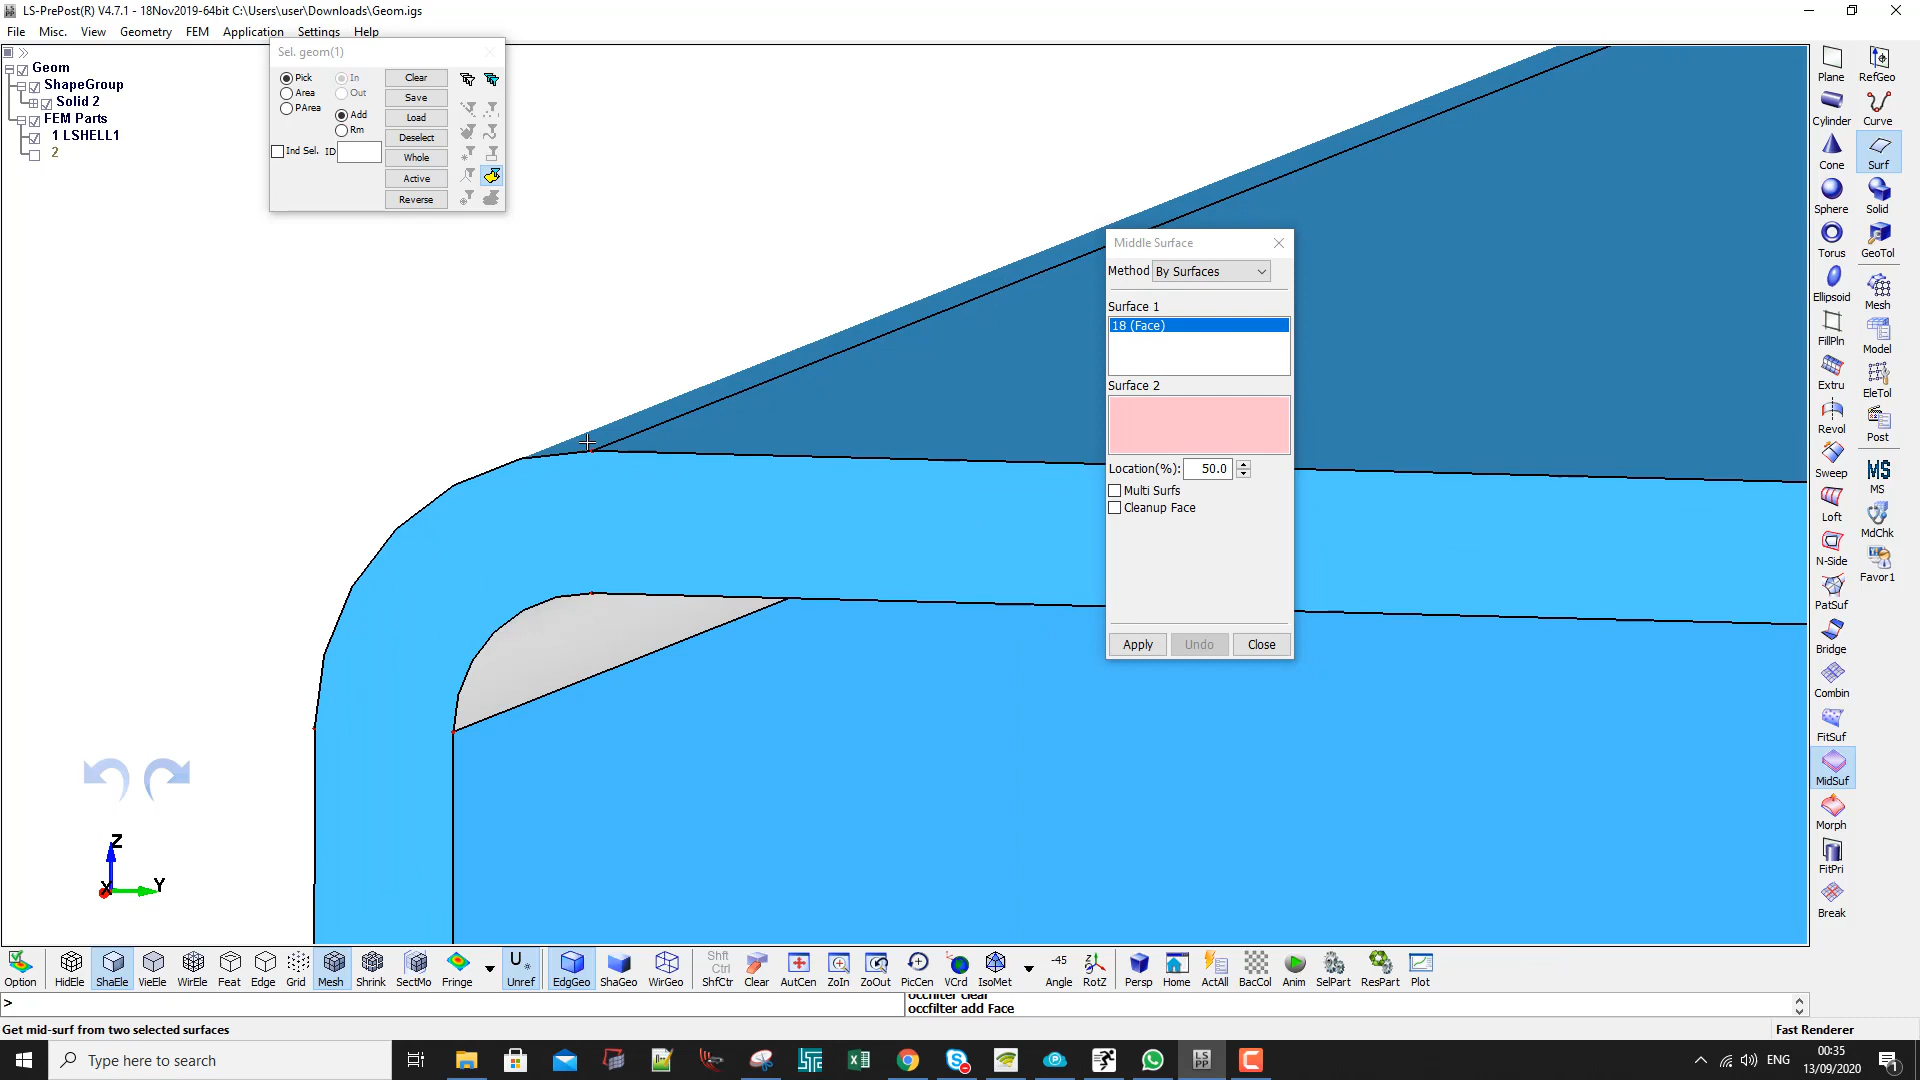 LS-PrePost(R) V4.7.1 - 18Nov2019-64bit C:\Users\user\Downloads\Geom.igs
File Misc. View Geometry FEM Application Settings Help
Geom
ShapeGroup
Solid 2
FEM Parts
1 LSHELL1
2
Sel. geom(1)
Pick
Area
PArea
In
Out
Add
Rm
Ind Sel. ID
Clear
Save
Load
Deselect
Whole
Active
Reverse
Middle Surface
Method By Surfaces
Surface 1
18 (Face)
Surface 2
Location(%): 50.0
Multi Surfs
Cleanup Face
Apply Undo Close
Z
Y
X
Plane RefGeo
Cylinder Curve
Cone Surf
Sphere Solid
Torus GeoTol
Ellipsoid Mesh
FillPln Model
Extru EleTol
Revol Post
Sweep MS
MS
Loft MdChk
N-Side Favor1
PatSuf
Bridge
Combin
FitSuf
MidSuf
Morph
FitPri
Break
Option HidEle ShaEle VieEle WirEle Feat Edge Grid Mesh Shrink SectMo Fringe Unref EdgGeo ShaGeo WirGeo
Shft
Ctrl
ShfCtr Clear AutCen ZoIn ZoOut PicCen VCrd IsoMet
-45
Angle RotZ Persp Home ActAll BacCol Anim SelPart ResPart Plot
>
occfilter clear
occfilter add Face
Get mid-surf from two selected surfaces
Fast Renderer
Type here to search
LS
PP
ENG
00:35
13/09/2020
1